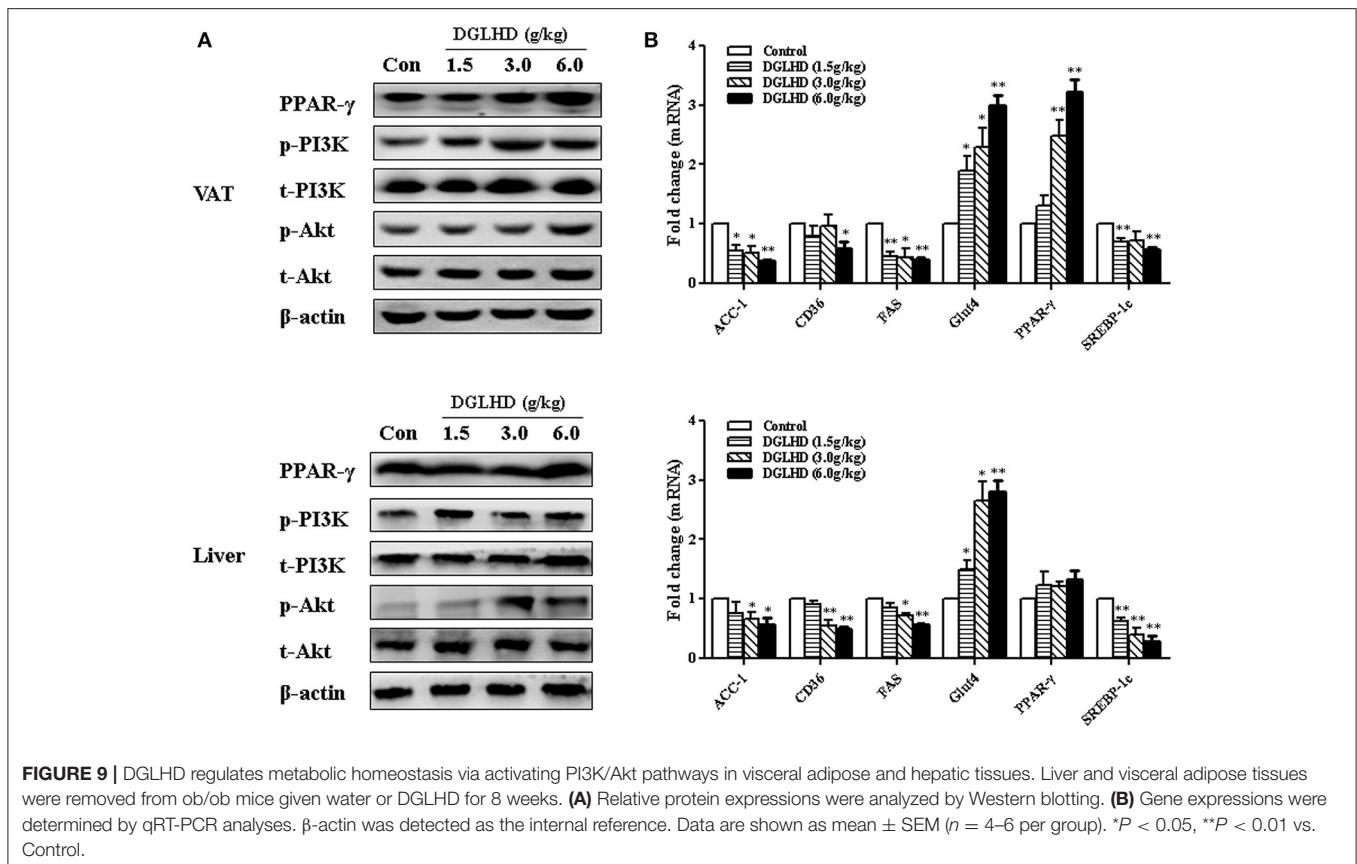 A
DGLHD (g/kg)
Con 1.5 3.0 6.0
PPAR-γ
p-PI3K
t-PI3K
p-Akt
t-Akt
β-actin
VAT
B
Control
DGLHD (1.5g/kg)
DGLHD (3.0g/kg)
DGLHD (6.0g/kg)
Fold change (mRNA)
4
3
2
1
0
* * **
*
** * **
* * **
** **
** **
ACC-1 CD36 FAS Glut4 PPAR-γ SREBP-1c
DGLHD (g/kg)
Con 1.5 3.0 6.0
PPAR-γ
p-PI3K
t-PI3K
p-Akt
t-Akt
β-actin
Liver
Control
DGLHD (1.5g/kg)
DGLHD (3.0g/kg)
DGLHD (6.0g/kg)
Fold change (mRNA)
4
3
2
1
0
* *
** **
* **
* * **
** ** **
ACC-1 CD36 FAS Glut4 PPAR-γ SREBP-1c
FIGURE 9 | DGLHD regulates metabolic homeostasis via activating PI3K/Akt pathways in visceral adipose and hepatic tissues. Liver and visceral adipose tissues
were removed from ob/ob mice given water or DGLHD for 8 weeks. (A) Relative protein expressions were analyzed by Western blotting. (B) Gene expressions were
determined by qRT-PCR analyses. β-actin was detected as the internal reference. Data are shown as mean ± SEM (n = 4–6 per group). *P < 0.05, **P < 0.01 vs.
Control.